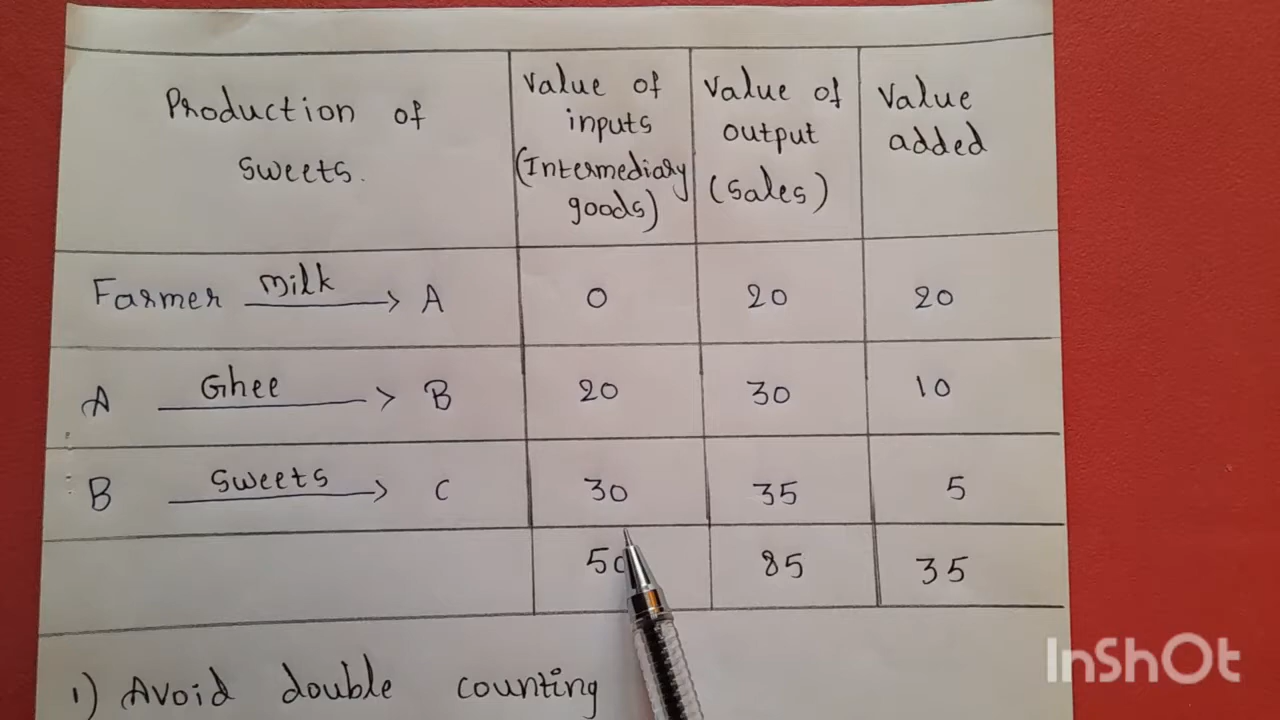 Production of sweets.
Value of inputs (Intermediary goods)
Value of output (sales)
Value added
Farmer milk → A
0
20
20
A Ghee → B
20
30
10
B sweets → C
30
35
5
50
85
35
1) Avoid double counting
InShOt